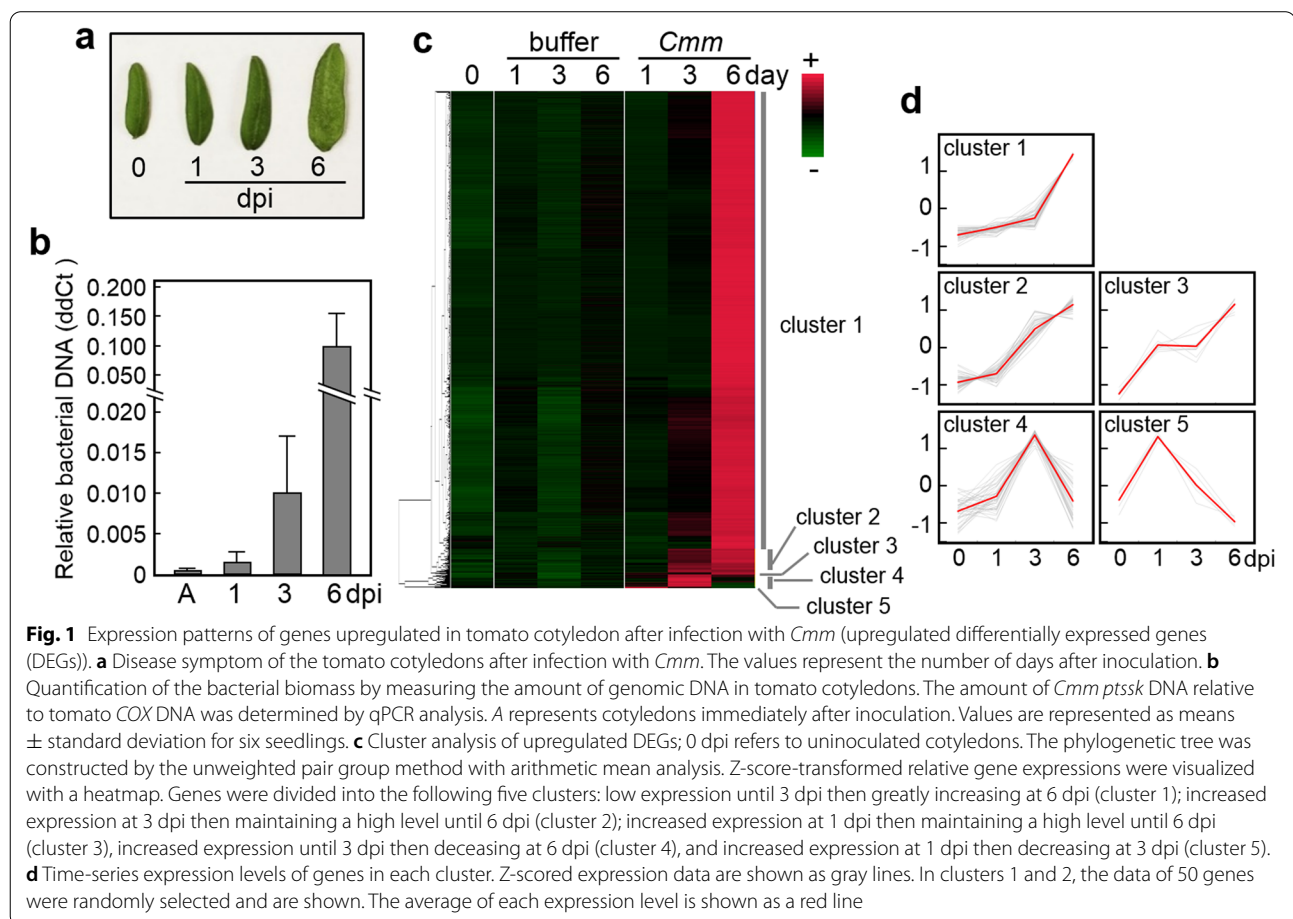 a
0 1 3 6
dpi
b
Relative bacterial DNA (ddCt )
0.200
0.150
0.100
0.050
0.020
0.015
0.010
0.005
0
A 1 3 6 dpi
c
buffer Cmm
0 1 3 6 1 3 6 day
+
-
cluster 1
cluster 2
cluster 3
cluster 4
cluster 5
d
cluster 1
1
0
-1
cluster 2
1
0
-1
cluster 3
cluster 4
1
0
-1
0 1 3 6
cluster 5
0 1 3 6 dpi
Fig. 1 Expression patterns of genes upregulated in tomato cotyledon after infection with Cmm (upregulated differentially expressed genes
(DEGs)). a Disease symptom of the tomato cotyledons after infection with Cmm. The values represent the number of days after inoculation. b
Quantification of the bacterial biomass by measuring the amount of genomic DNA in tomato cotyledons. The amount of Cmm ptssk DNA relative
to tomato COX DNA was determined by qPCR analysis. A represents cotyledons immediately after inoculation. Values are represented as means
± standard deviation for six seedlings. c Cluster analysis of upregulated DEGs; 0 dpi refers to uninoculated cotyledons. The phylogenetic tree was
constructed by the unweighted pair group method with arithmetic mean analysis. Z-score-transformed relative gene expressions were visualized
with a heatmap. Genes were divided into the following five clusters: low expression until 3 dpi then greatly increasing at 6 dpi (cluster 1); increased
expression at 3 dpi then maintaining a high level until 6 dpi (cluster 2); increased expression at 1 dpi then maintaining a high level until 6 dpi
(cluster 3), increased expression until 3 dpi then deceasing at 6 dpi (cluster 4), and increased expression at 1 dpi then decreasing at 3 dpi (cluster 5).
d Time-series expression levels of genes in each cluster. Z-scored expression data are shown as gray lines. In clusters 1 and 2, the data of 50 genes
were randomly selected and are shown. The average of each expression level is shown as a red line